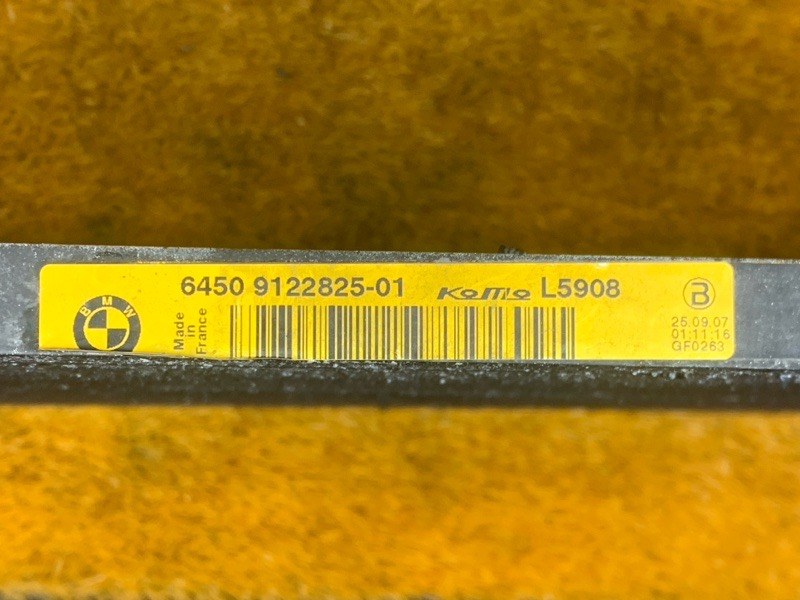 6450 9122825-01 KoMo L5908
B
BMW
Made
in
France
25.09.07
01:11:16
GF0263